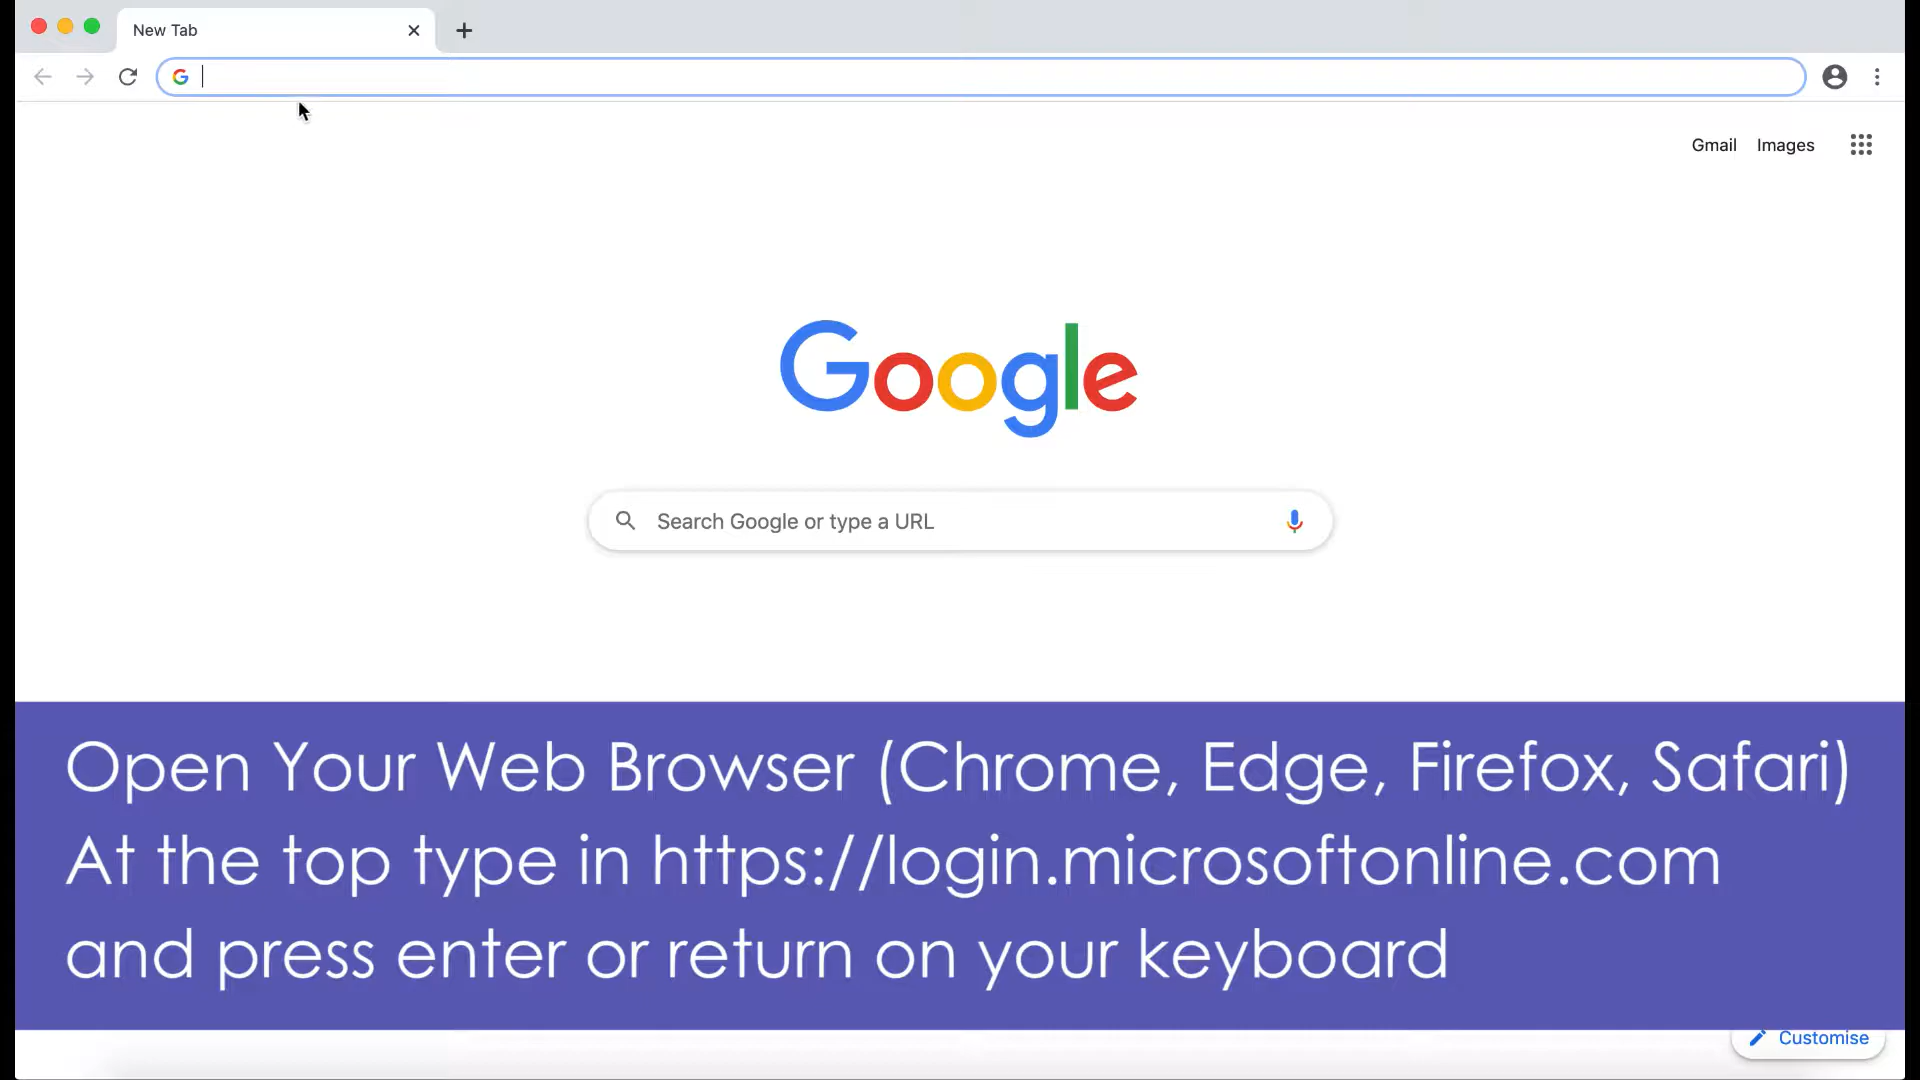 New Tab
Gmail Images
Google
Search Google or type a URL
Open Your Web Browser (Chrome, Edge, Firefox, Safari)
At the top type in https://login.microsoftonline.com
and press enter or return on your keyboard
Customise